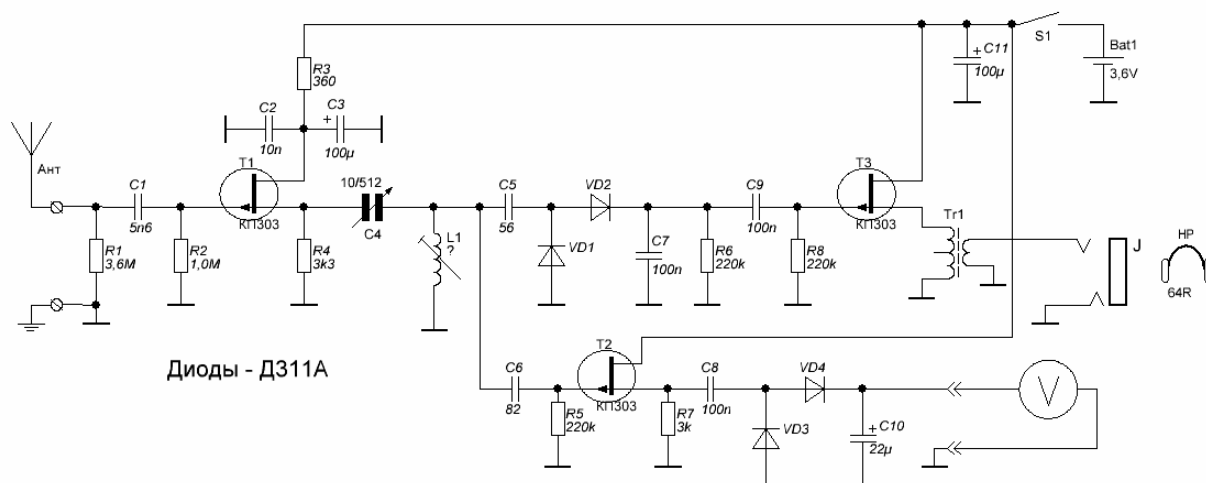 C11
100µ
S1
Bat1
3,6V
R3
360
C2
10n
C3
100µ
Ант
T1
КП303
C1
5n6
10/512
C4
C5
56
VD2
C9
100n
T3
КП303
Tr1
R1
3,6M
R2
1,0M
R4
3k3
L1
?
VD1
C7
100n
R6
220k
R8
220k
J
HP
64R
Диоды - Д311А
C6
82
T2
КП303
R5
220k
R7
3k
C8
100n
VD4
VD3
C10
22µ
V